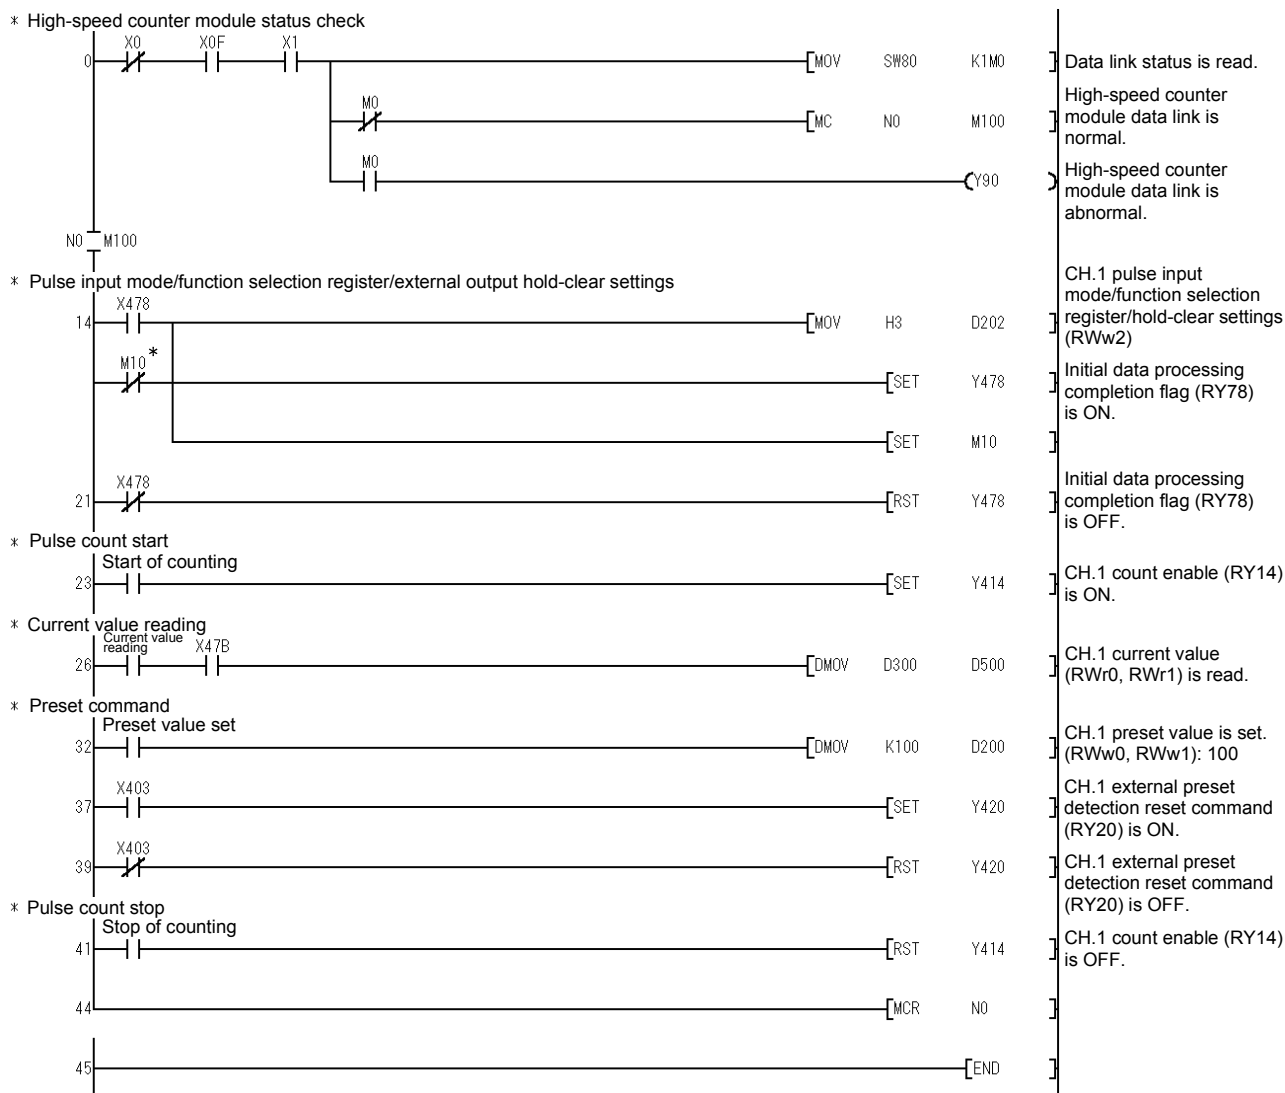 * High-speed counter module status check
X0 X0F X1
0 MOV SW80 K1M0 Data link status is read.
M0
MC N0 M100 High-speed counter
module data link is
normal.
M0
Y90 High-speed counter
module data link is
abnormal.
N0 M100
* Pulse input mode/function selection register/external output hold-clear settings
X478
14 MOV H3 D202 CH.1 pulse input
mode/function selection
register/hold-clear settings
(RWw2)
M10 *
SET Y478 Initial data processing
completion flag (RY78)
is ON.
SET M10
X478
21 RST Y478 Initial data processing
completion flag (RY78)
is OFF.
* Pulse count start
Start of counting
23 SET Y414 CH.1 count enable (RY14)
is ON.
* Current value reading
Current value
reading X47B
26 DMOV D300 D500 CH.1 current value
(RWr0, RWr1) is read.
* Preset command
Preset value set
32 DMOV K100 D200 CH.1 preset value is set.
(RWw0, RWw1): 100
X403
37 SET Y420 CH.1 external preset
detection reset command
(RY20) is ON.
X403
39 RST Y420 CH.1 external preset
detection reset command
(RY20) is OFF.
* Pulse count stop
Stop of counting
41 RST Y414 CH.1 count enable (RY14)
is OFF.
44 MCR N0
45 END